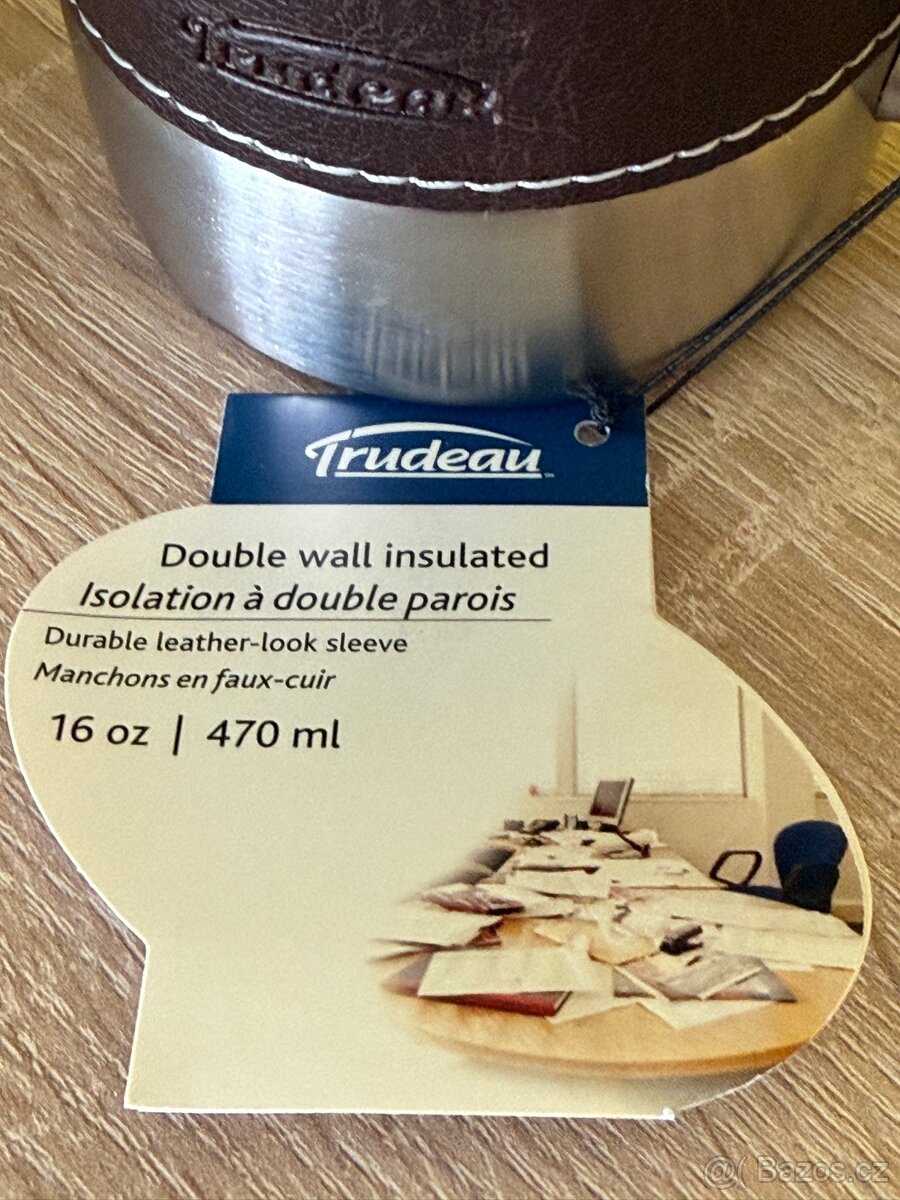 Trudeau
Trudeau
Double wall insulated
Isolation à double parois
Durable leather-look sleeve
Manchons en faux-cuir
16 oz | 470 ml
@( Bazos.cz